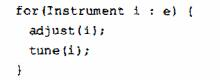 for(Instrument i : e) {
adjust(i);
tune(i);
}